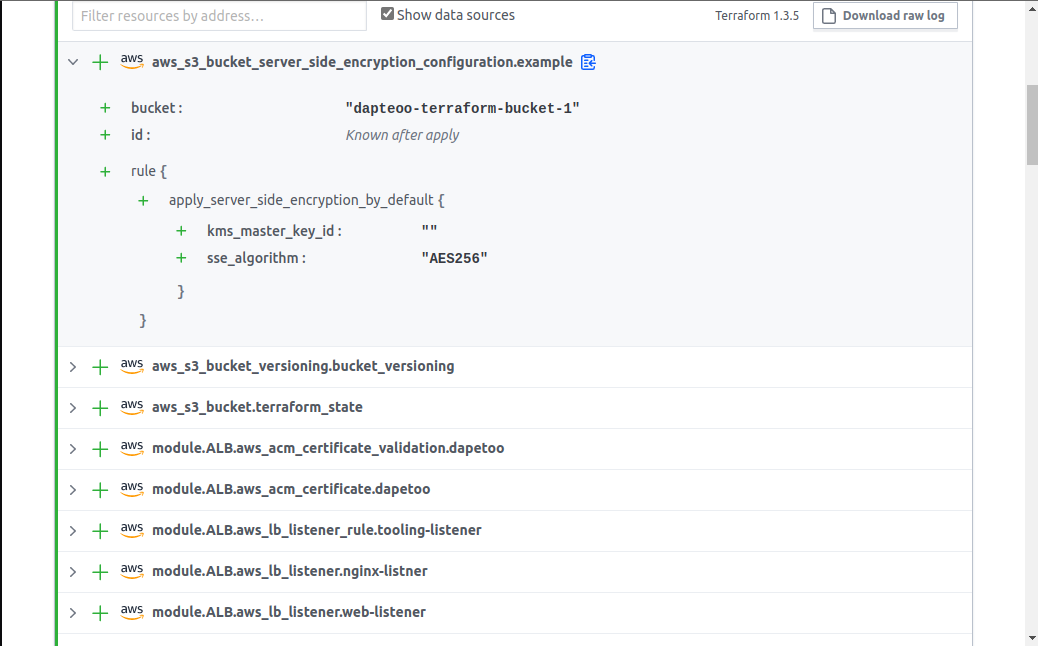 Filter resources by address... Show data sources Terraform 1.3.5 Download raw log
aws aws_s3_bucket_server_side_encryption_configuration.example
bucket : "dapteoo-terraform-bucket-1"
id : Known after apply
rule {
apply_server_side_encryption_by_default {
kms_master_key_id : ""
sse_algorithm : "AES256"
}
}
aws aws_s3_bucket_versioning.bucket_versioning
aws aws_s3_bucket.terraform_state
aws module.ALB.aws_acm_certificate_validation.dapetoo
aws module.ALB.aws_acm_certificate.dapetoo
aws module.ALB.aws_lb_listener_rule.tooling-listener
aws module.ALB.aws_lb_listener.nginx-listner
aws module.ALB.aws_lb_listener.web-listener